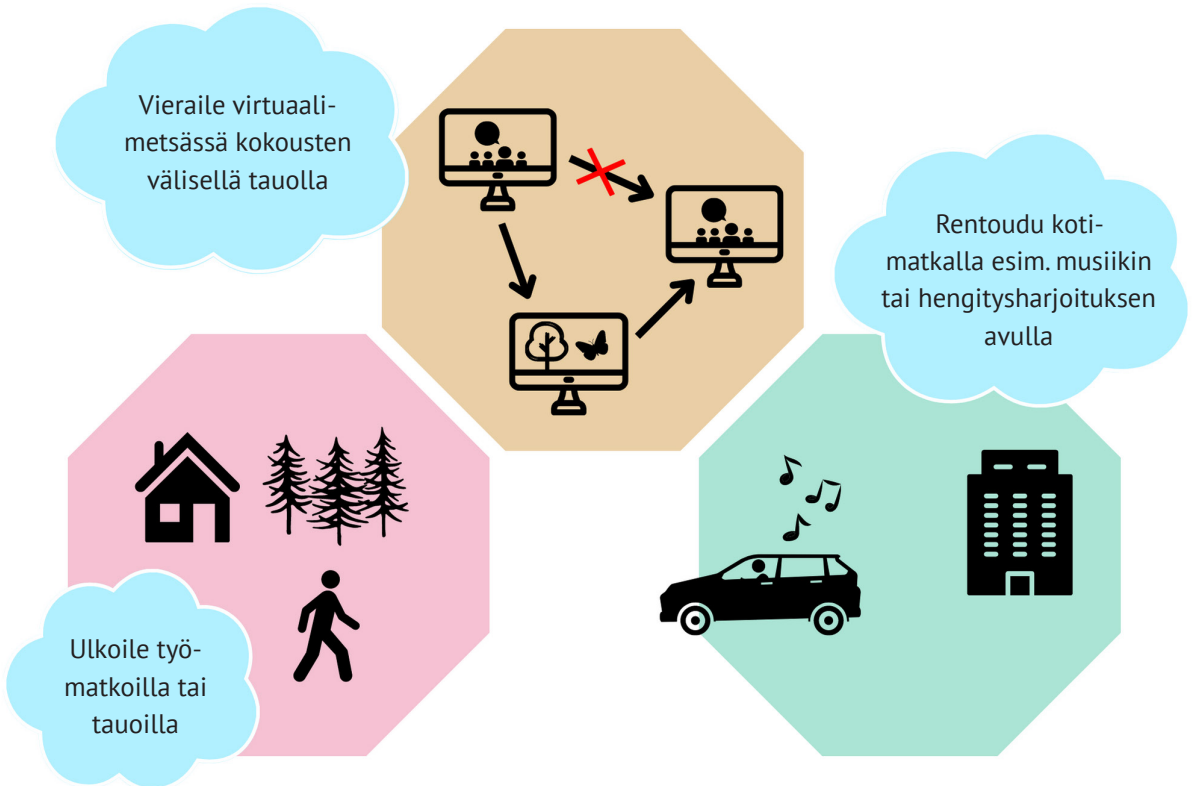 Vieraile virtuaali-
metsässä kokousten
välisellä tauolla
Rentoudu koti-
matkalla esim. musiikin
tai hengitysharjoituksen
avulla
Ulkoile työ-
matkoilla tai
tauoilla